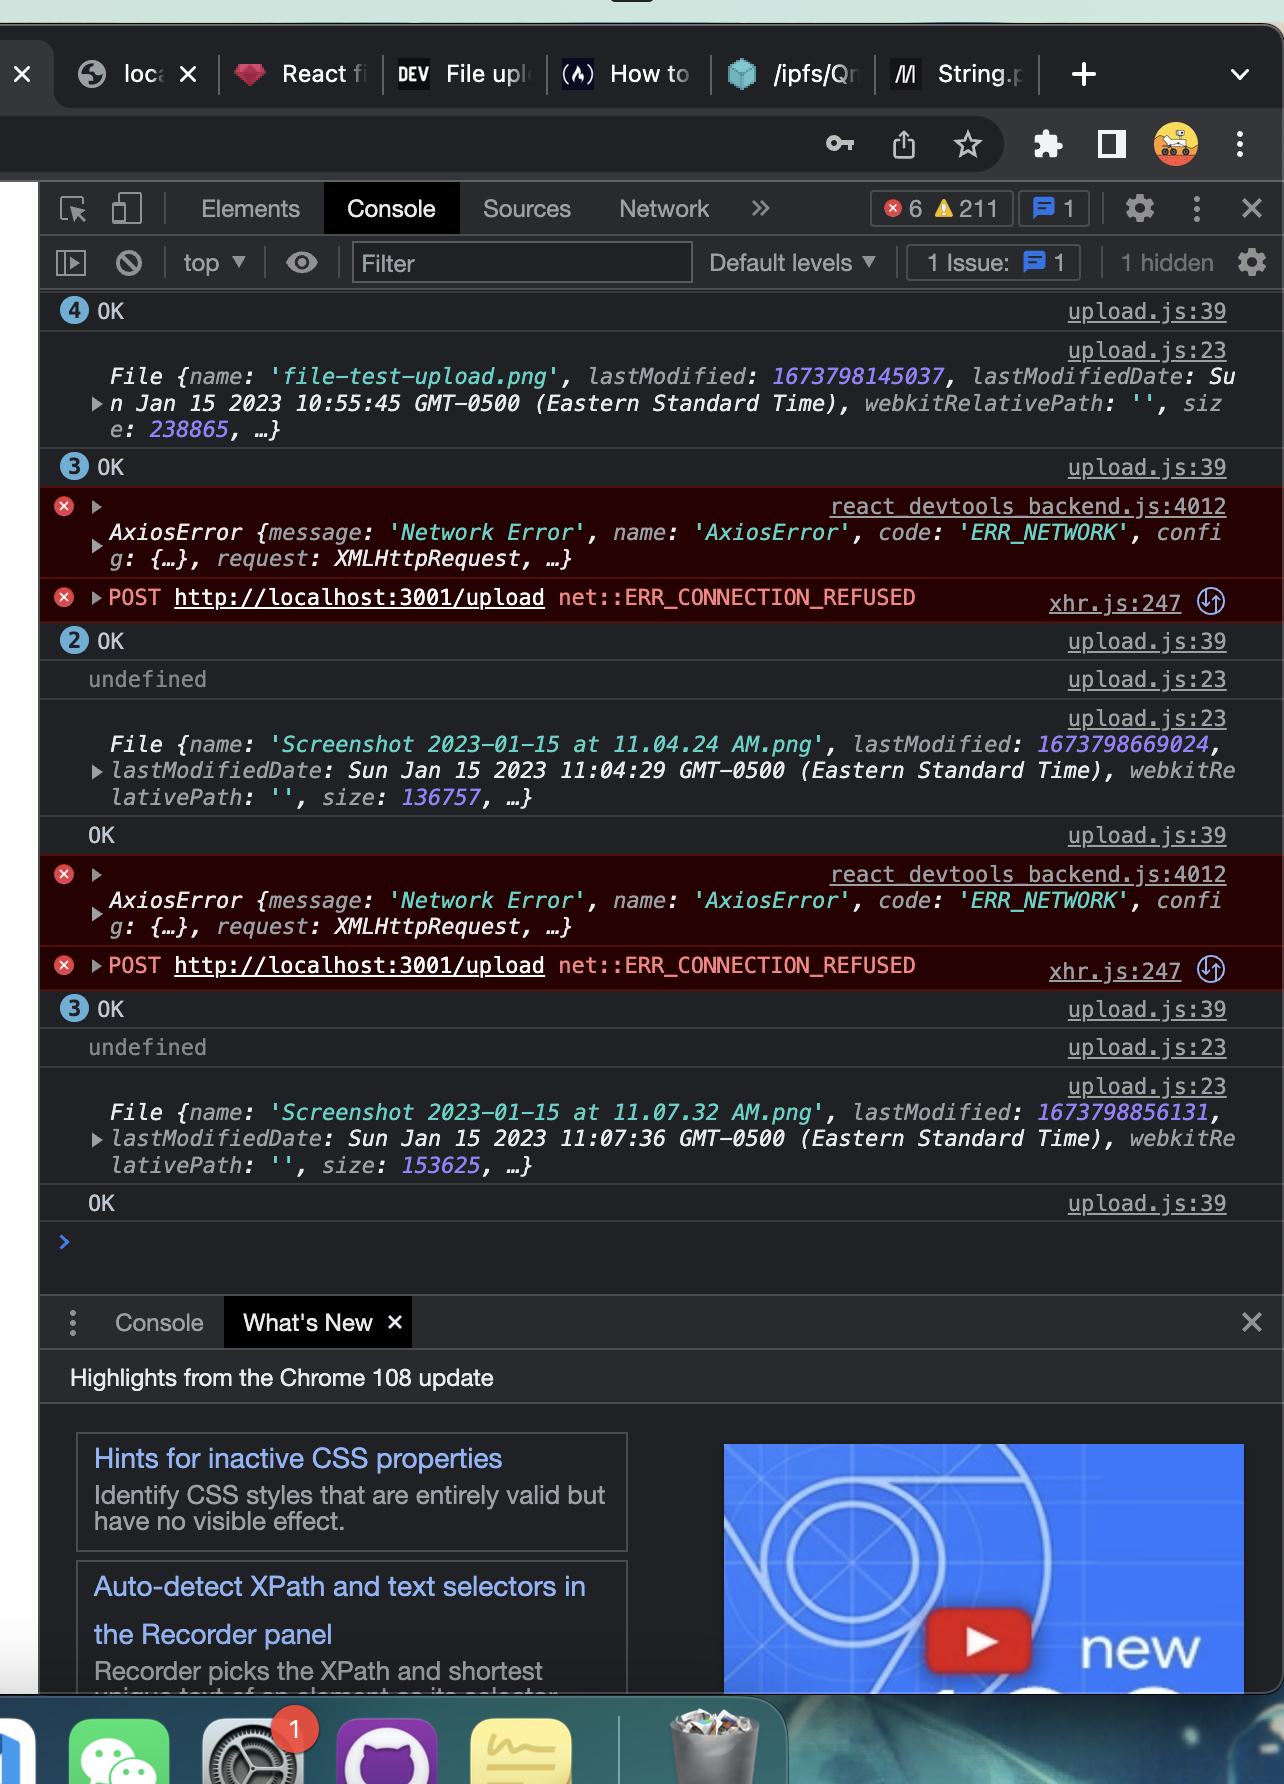 loc
React fi
DEV
File upl
How to
/ipfs/Qn
String.p
Elements
Console
Sources
Network
6
211
1
top
Filter
Default levels
1 Issue:
1
1 hidden
4
OK
upload.js:39
upload.js:23
File {name: 'file-test-upload.png', lastModified: 1673798145037, lastModifiedDate: Su
n Jan 15 2023 10:55:45 GMT-0500 (Eastern Standard Time), webkitRelativePath: '', siz
e: 238865, …}
3
OK
upload.js:39
react_devtools_backend.js:4012
AxiosError {message: 'Network Error', name: 'AxiosError', code: 'ERR_NETWORK', confi
g: {…}, request: XMLHttpRequest, …}
POST http://localhost:3001/upload net::ERR_CONNECTION_REFUSED
xhr.js:247
2
OK
upload.js:39
undefined
upload.js:23
upload.js:23
File {name: 'Screenshot 2023-01-15 at 11.04.24 AM.png', lastModified: 1673798669024,
lastModifiedDate: Sun Jan 15 2023 11:04:29 GMT-0500 (Eastern Standard Time), webkitRe
lativePath: '', size: 136757, …}
OK
upload.js:39
react_devtools_backend.js:4012
AxiosError {message: 'Network Error', name: 'AxiosError', code: 'ERR_NETWORK', confi
g: {…}, request: XMLHttpRequest, …}
POST http://localhost:3001/upload net::ERR_CONNECTION_REFUSED
xhr.js:247
3
OK
upload.js:39
undefined
upload.js:23
upload.js:23
File {name: 'Screenshot 2023-01-15 at 11.07.32 AM.png', lastModified: 1673798856131,
lastModifiedDate: Sun Jan 15 2023 11:07:36 GMT-0500 (Eastern Standard Time), webkitRe
lativePath: '', size: 153625, …}
OK
upload.js:39
Console
What's New
Highlights from the Chrome 108 update
Hints for inactive CSS properties
Identify CSS styles that are entirely valid but
have no visible effect.
Auto-detect XPath and text selectors in
the Recorder panel
Recorder picks the XPath and shortest
new
1